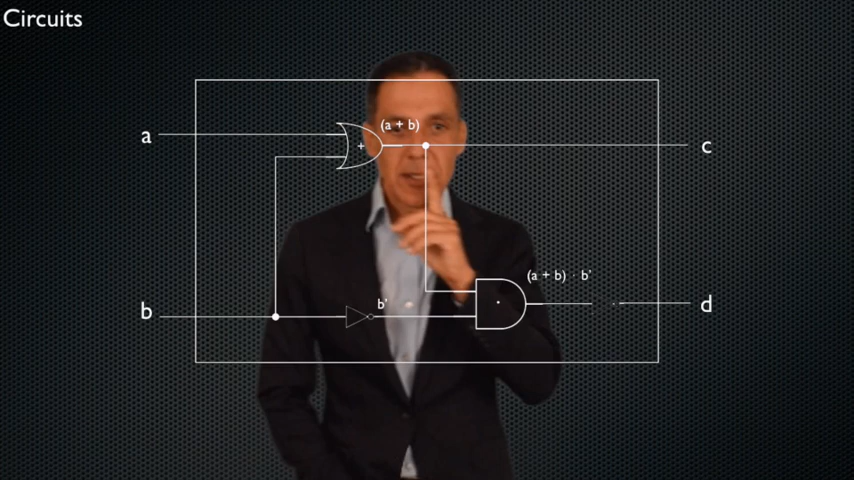 Circuits
(a + b)
a
+
c
(a + b) · b'
b
b'
·
d